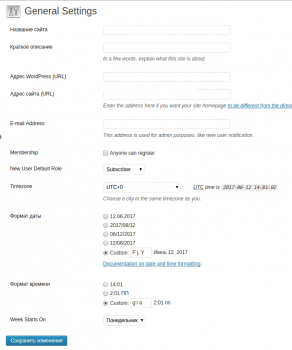 General Settings
Название сайта
Краткое описание
In a few words, explain what this site is about.
Адрес WordPress (URL)
Адрес сайта (URL)
Enter the address here if you want your site homepage to be different from the direc
E-mail Address
This address is used for admin purposes, like new user notification.
Membership
Anyone can register
New User Default Role
Subscriber
Timezone
UTC+0
UTC time is 2017-06-12 14:01:02
Choose a city in the same timezone as you.
Формат даты
12.06.2017
2017/06/12
06/12/2017
12/06/2017
Custom: F j, Y Июнь 12, 2017
Documentation on date and time formatting.
Формат времени
14:01
2:01 ПП
Custom: g:i a 2:01 пп
Week Starts On
Понедельник
Сохранить изменения